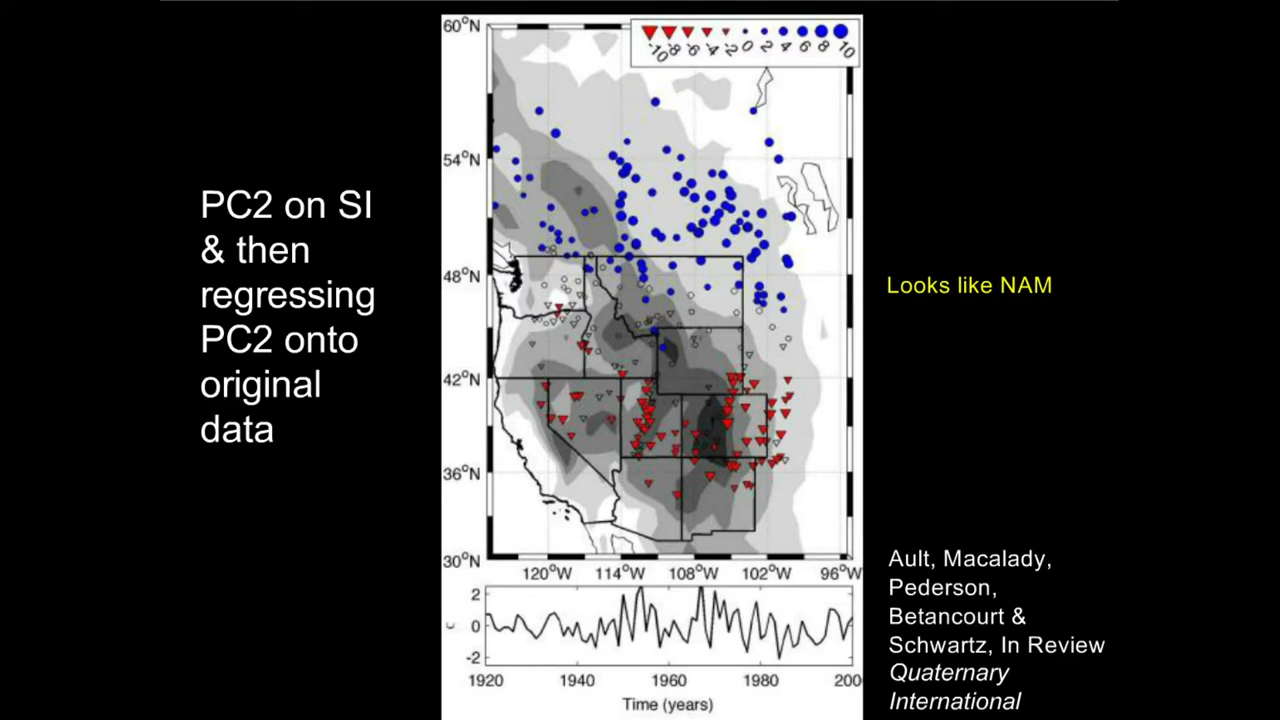 PC2 on SI
& then
regressing
PC2 onto
original
data
60°N
54°N
48°N
42°N
36°N
30°N
-10 -8 -6 -4 -2 0 2 4 6 8 10
120°W 114°W 108°W 102°W 96°W
2
0
-2
1920 1940 1960 1980 200
Time (years)
Looks like NAM
Ault, Macalady,
Pederson,
Betancourt &
Schwartz, In Review
Quaternary
International